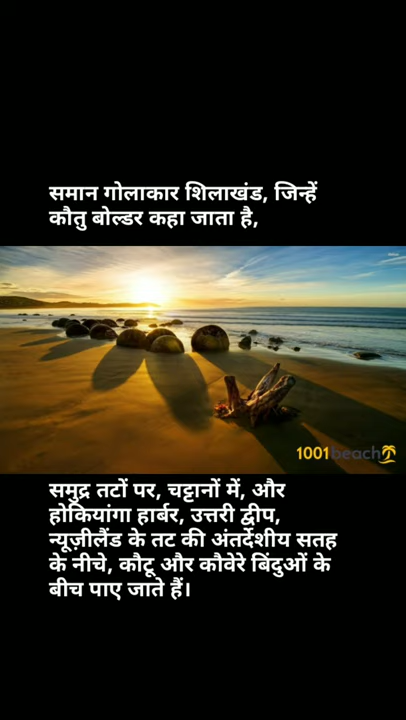 समान गोलाकार शिलाखंड, जिन्हें
कौतु बोल्डर कहा जाता है,
1001beach
समुद्र तटों पर, चट्टानों में, और
होकियांगा हार्बर, उत्तरी द्वीप,
न्यूज़ीलैंड के तट की अंतर्देशीय सतह
के नीचे, कौटू और कौवेरे बिंदुओं के
बीच पाए जाते हैं।